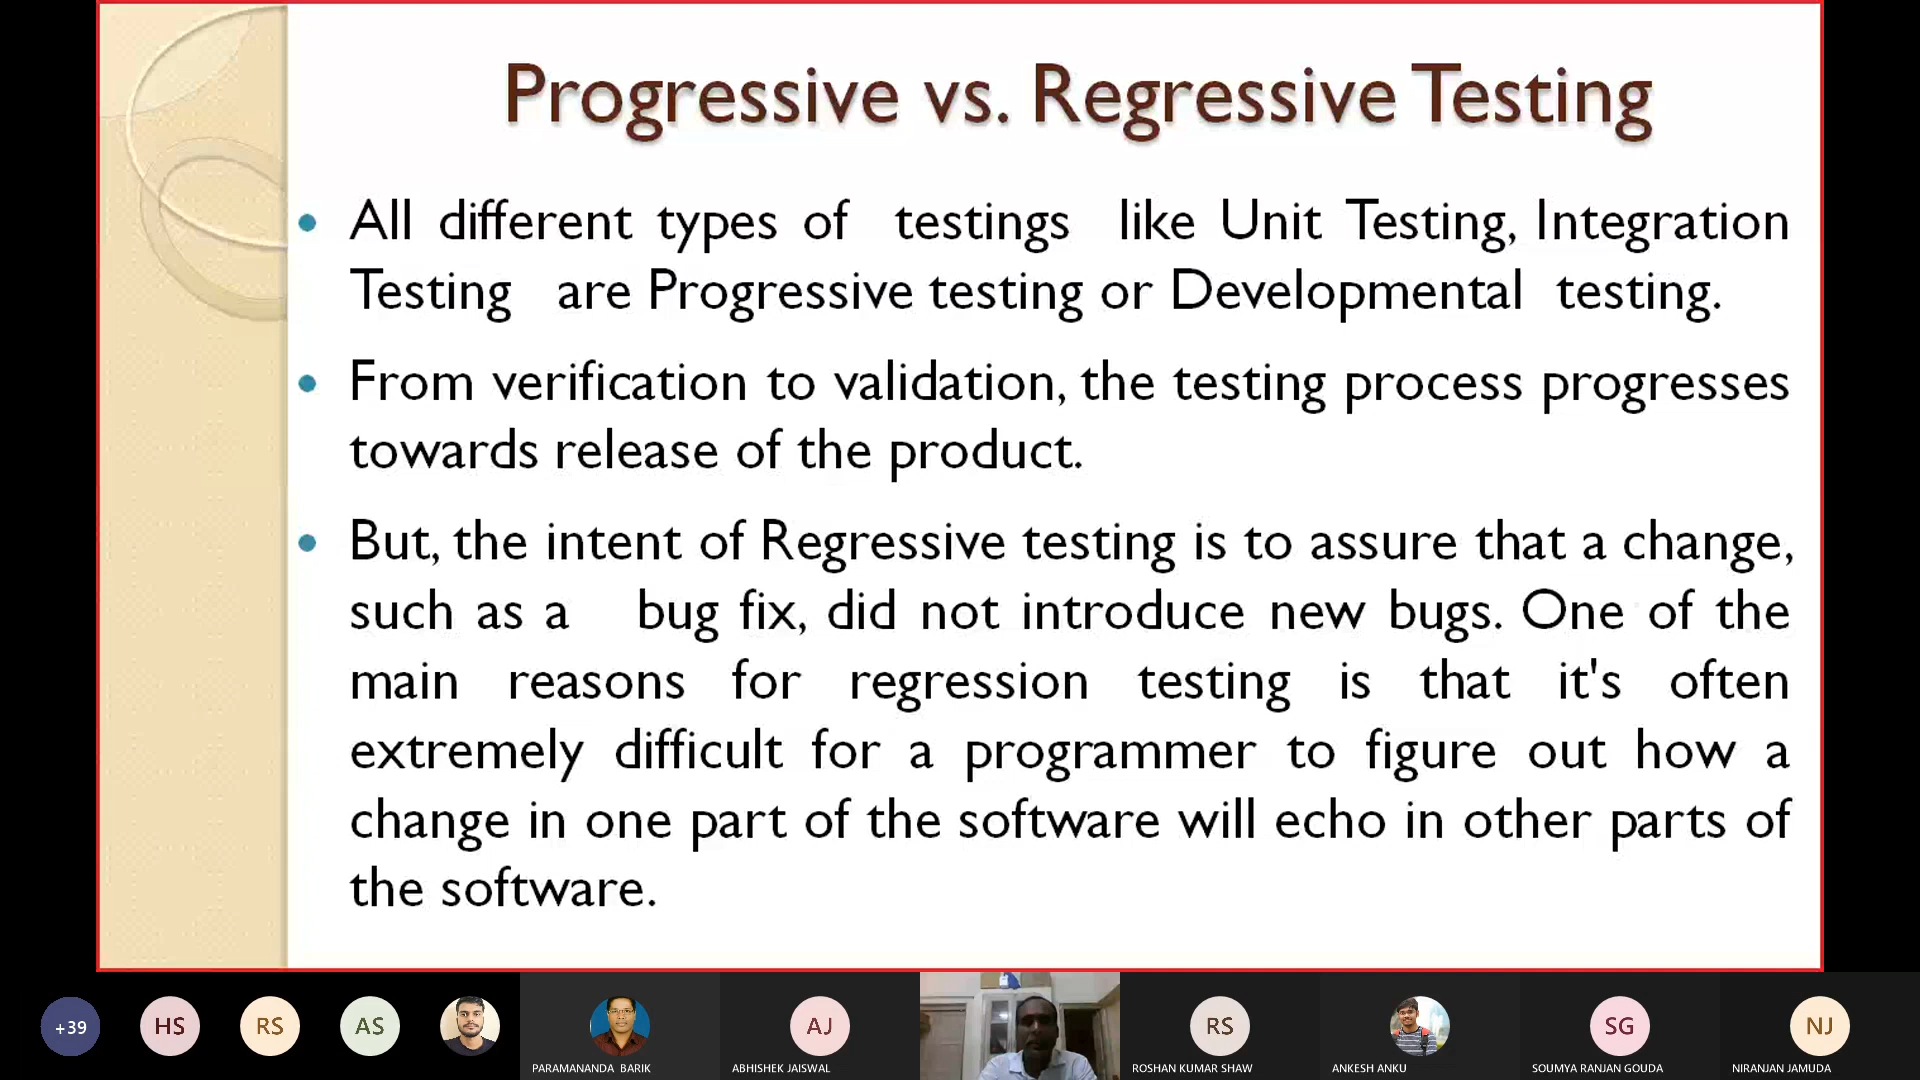 Progressive vs. Regressive Testing
• All different types of testings like Unit Testing, Integration
Testing are Progressive testing or Developmental testing.
• From verification to validation, the testing process progresses
towards release of the product.
• But, the intent of Regressive testing is to assure that a change,
such as a bug fix, did not introduce new bugs. One of the
main reasons for regression testing is that it's often
extremely difficult for a programmer to figure out how a
change in one part of the software will echo in other parts of
the software.
+39
HS
RS
AS
PARAMANANDA BARIK
AJ
ABHISHEK JAISWAL
RS
ROSHAN KUMAR SHAW
ANKESH ANKU
SG
SOUMYA RANJAN GOUDA
NJ
NIRANJAN JAMUDA